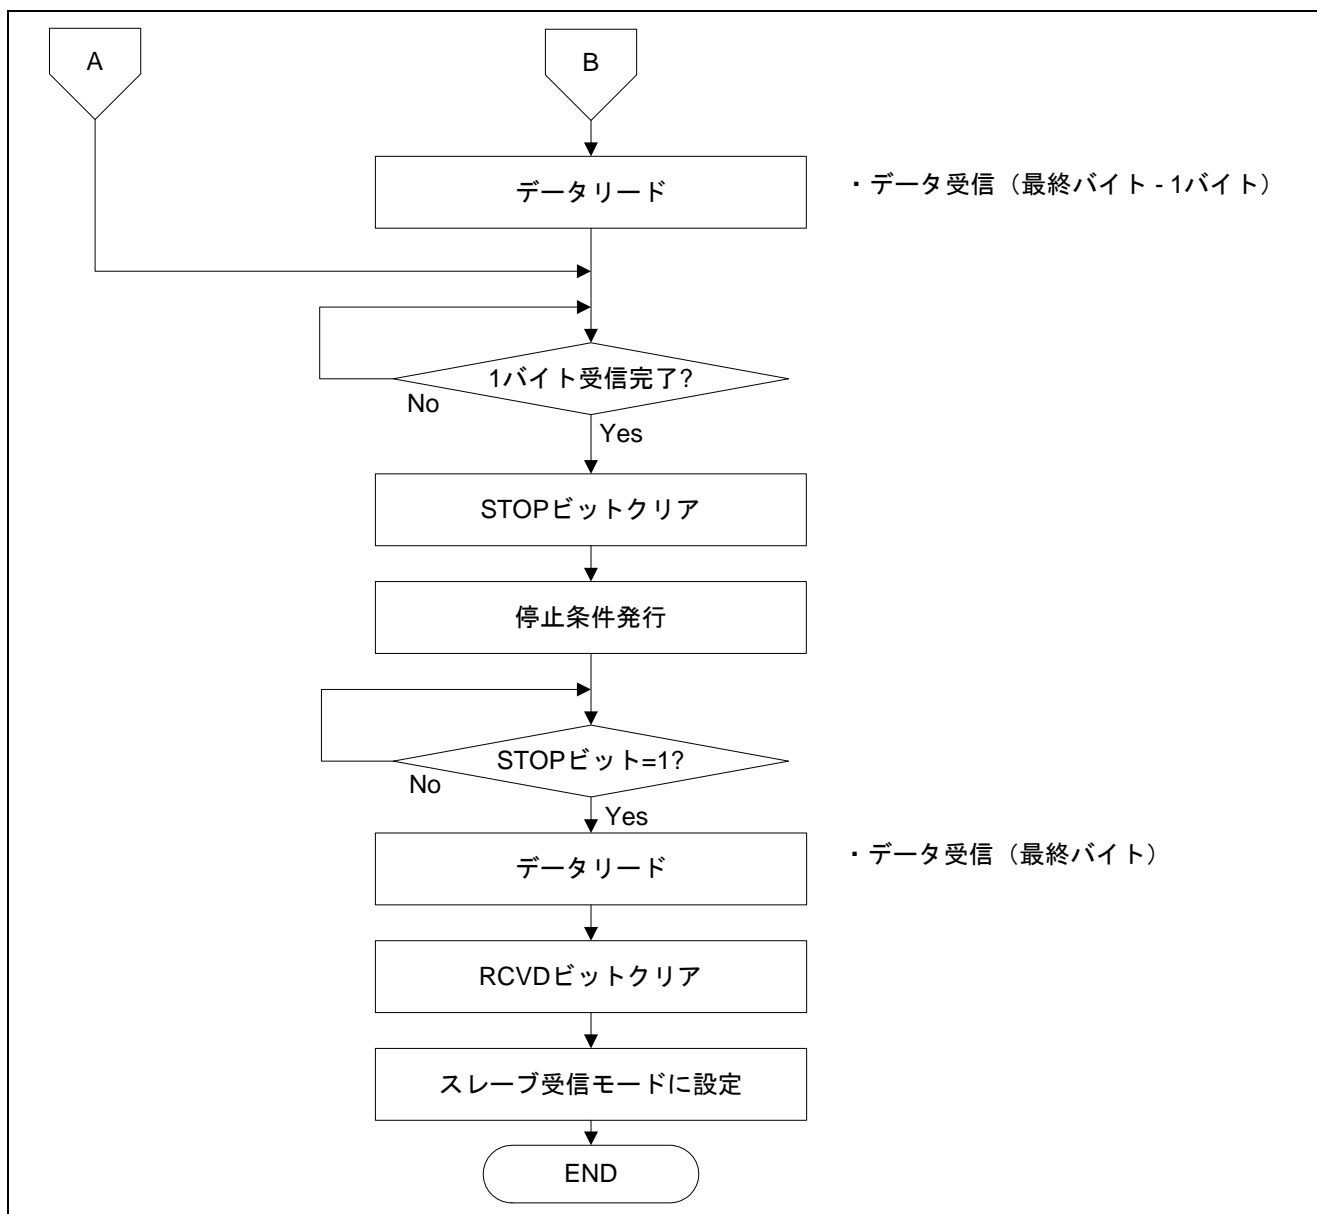 A
B
データリード
・データ受信（最終バイト - 1バイト）
1バイト受信完了?
No
Yes
STOPビットクリア
停止条件発行
STOPビット=1?
No
Yes
データリード
・データ受信（最終バイト）
RCVDビットクリア
スレーブ受信モードに設定
END